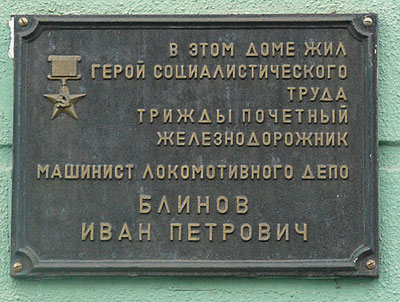 В ЭТОМ ДОМЕ ЖИЛ
ГЕРОЙ СОЦИАЛИСТИЧЕСКОГО
ТРУДА
ТРИЖДЫ ПОЧЕТНЫЙ
ЖЕЛЕЗНОДОРОЖНИК
МАШИНИСТ ЛОКОМОТИВНОГО ДЕПО
БЛИНОВ
ИВАН ПЕТРОВИЧ